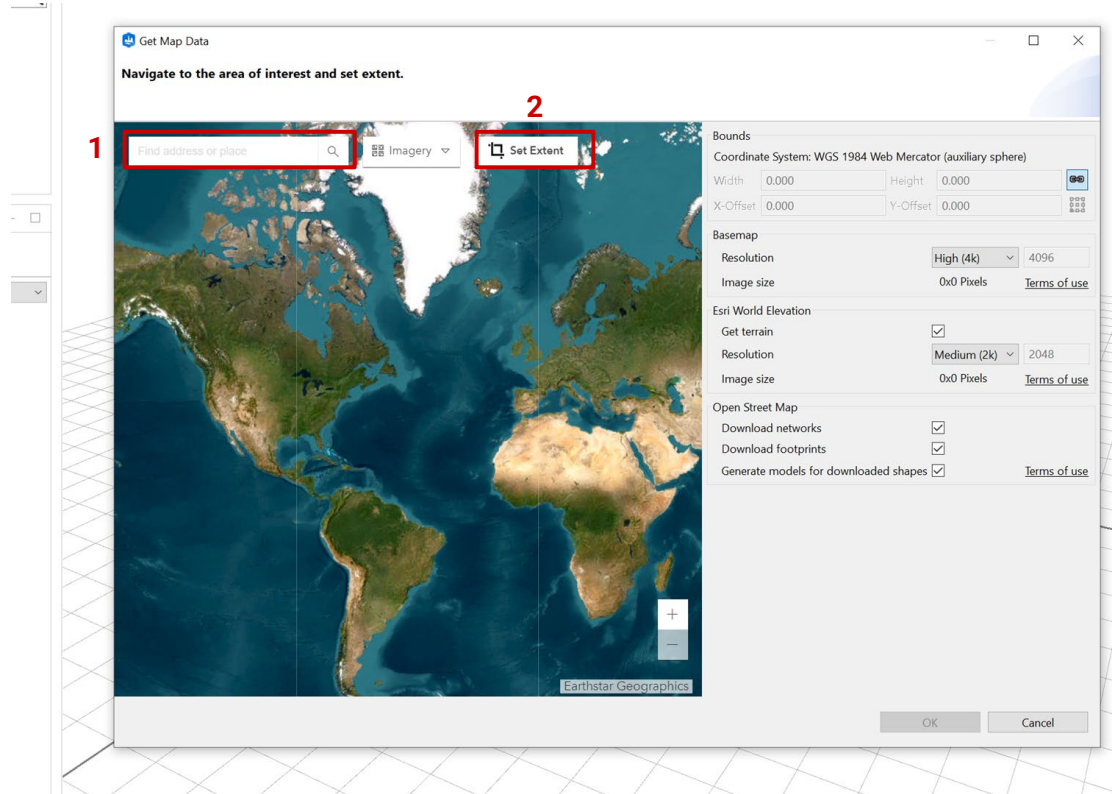 Get Map Data
Navigate to the area of interest and set extent.
1
2
Find address or place
Imagery
Set Extent
Earthstar Geographics
Bounds
Coordinate System: WGS 1984 Web Mercator (auxiliary sphere)
Width 0.000 Height 0.000
X-Offset 0.000 Y-Offset 0.000
Basemap
Resolution High (4k) 4096
Image size 0x0 Pixels Terms of use
Esri World Elevation
Get terrain
Resolution Medium (2k) 2048
Image size 0x0 Pixels Terms of use
Open Street Map
Download networks
Download footprints
Generate models for downloaded shapes Terms of use
OK Cancel